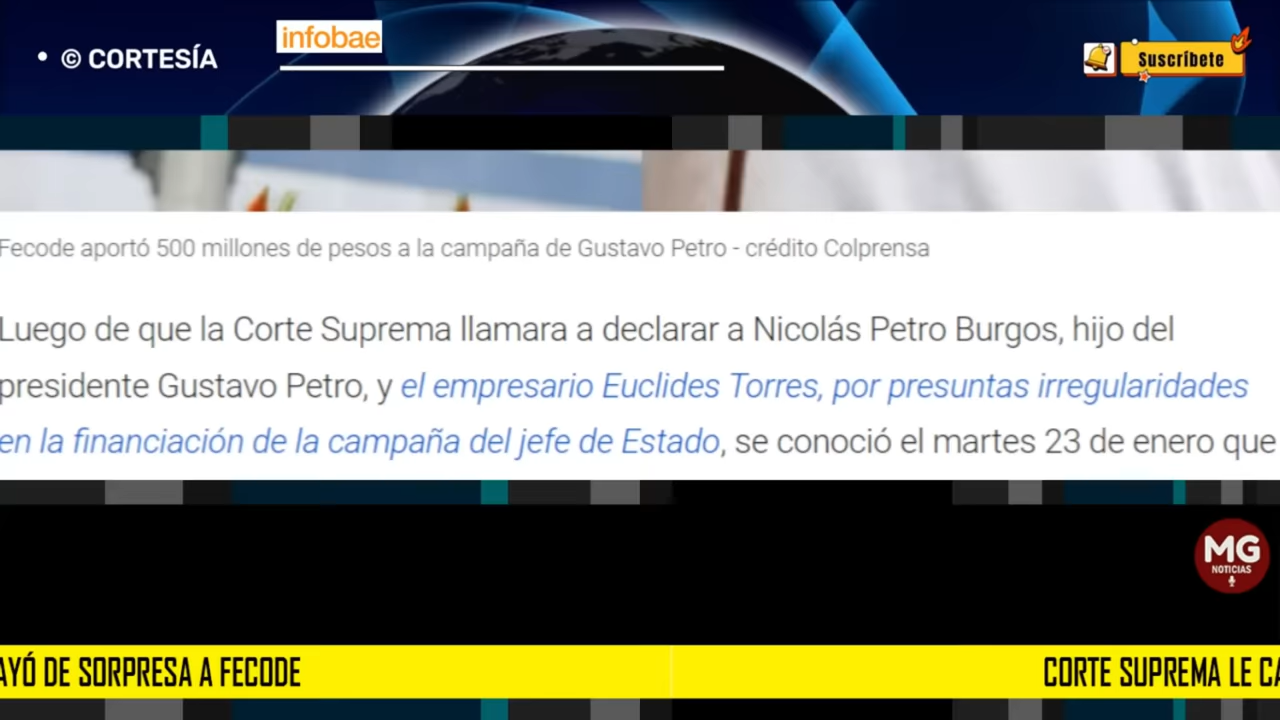 • © CORTESÍA
infobae
Suscríbete
Fecode aportó 500 millones de pesos a la campaña de Gustavo Petro - crédito Colprensa
Luego de que la Corte Suprema llamara a declarar a Nicolás Petro Burgos, hijo del
presidente Gustavo Petro, y el empresario Euclides Torres, por presuntas irregularidades
en la financiación de la campaña del jefe de Estado, se conoció el martes 23 de enero que
MG
NOTICIAS
AYÓ DE SORPRESA A FECODE
CORTE SUPREMA LE CA